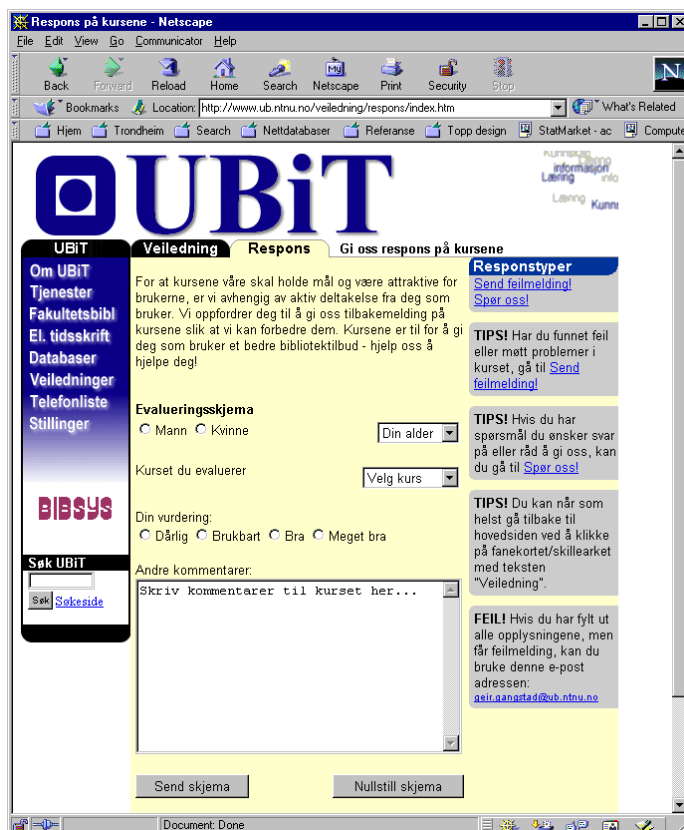 Respons på kursene - Netscape
File Edit View Go Communicator Help
Back Forward Reload Home Search Netscape Print Security Stop
My
N
Bookmarks Location: http://www.ub.ntnu.no/veiledning/respons/index.htm What's Related
Hjem Trondheim Search Nettdatabaser Referanse Topp design StatMarket - ac Compute
UBiT
informasjon
Læring
Læring
Kunns
UBiT
Veiledning
Respons
Gi oss respons på kursene
Om UBiT
Tjenester
Fakultetsbibl
El. tidsskrift
Databaser
Veiledninger
Telefonliste
Stillinger
BIBSYS
Søk UBiT
Søk Søkeside
For at kursene våre skal holde mål og være attraktive for
brukerne, er vi avhengig av aktiv deltakelse fra deg som
bruker. Vi oppfordrer deg til å gi oss tilbakemelding på
kursene slik at vi kan forbedre dem. Kursene er til for å gi
deg som bruker et bedre bibliotektilbud - hjelp oss å
hjelpe deg!
Evalueringsskjema
Mann Kvinne Din alder
Kurset du evaluerer Velg kurs
Din vurdering:
Dårlig Brukbart Bra Meget bra
Andre kommentarer:
Skriv kommentarer til kurset her...
Send skjema Nullstill skjema
Responstyper
Send feilmelding!
Spør oss!
TIPS! Har du funnet feil
eller møtt problemer i
kurset, gå til Send
feilmelding!
TIPS! Hvis du har
spørsmål du ønsker svar
på eller råd å gi oss, kan
du gå til Spør oss!
TIPS! Du kan når som
helst gå tilbake til
hovedsiden ved å klikke
på fanekortet/skillearket
med teksten
"Veiledning".
FEIL! Hvis du har fylt ut
alle opplysningene, men
får feilmelding, kan du
bruke denne e-post
adressen:
geir.gangstad@ub.ntnu.no
Document: Done